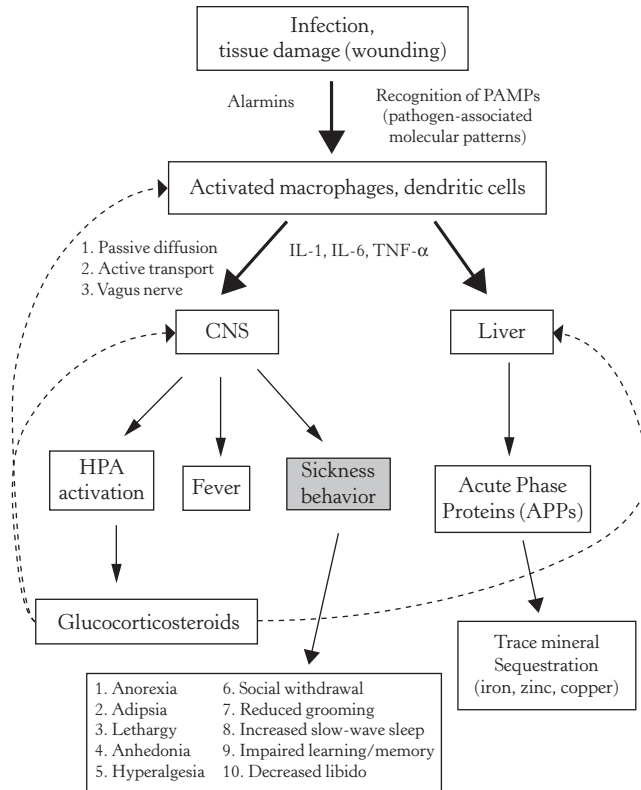 Infection,
tissue damage (wounding)
Alarmins
Recognition of PAMPs
(pathogen-associated
molecular patterns)
Activated macrophages, dendritic cells
1. Passive diffusion
2. Active transport
3. Vagus nerve
IL-1, IL-6, TNF-α
CNS
Liver
HPA
activation
Fever
Sickness
behavior
Acute Phase
Proteins (APPs)
Glucocorticosteroids
Trace mineral
Sequestration
(iron, zinc, copper)
1. Anorexia
2. Adipsia
3. Lethargy
4. Anhedonia
5. Hyperalgesia
6. Social withdrawal
7. Reduced grooming
8. Increased slow-wave sleep
9. Impaired learning/memory
10. Decreased libido